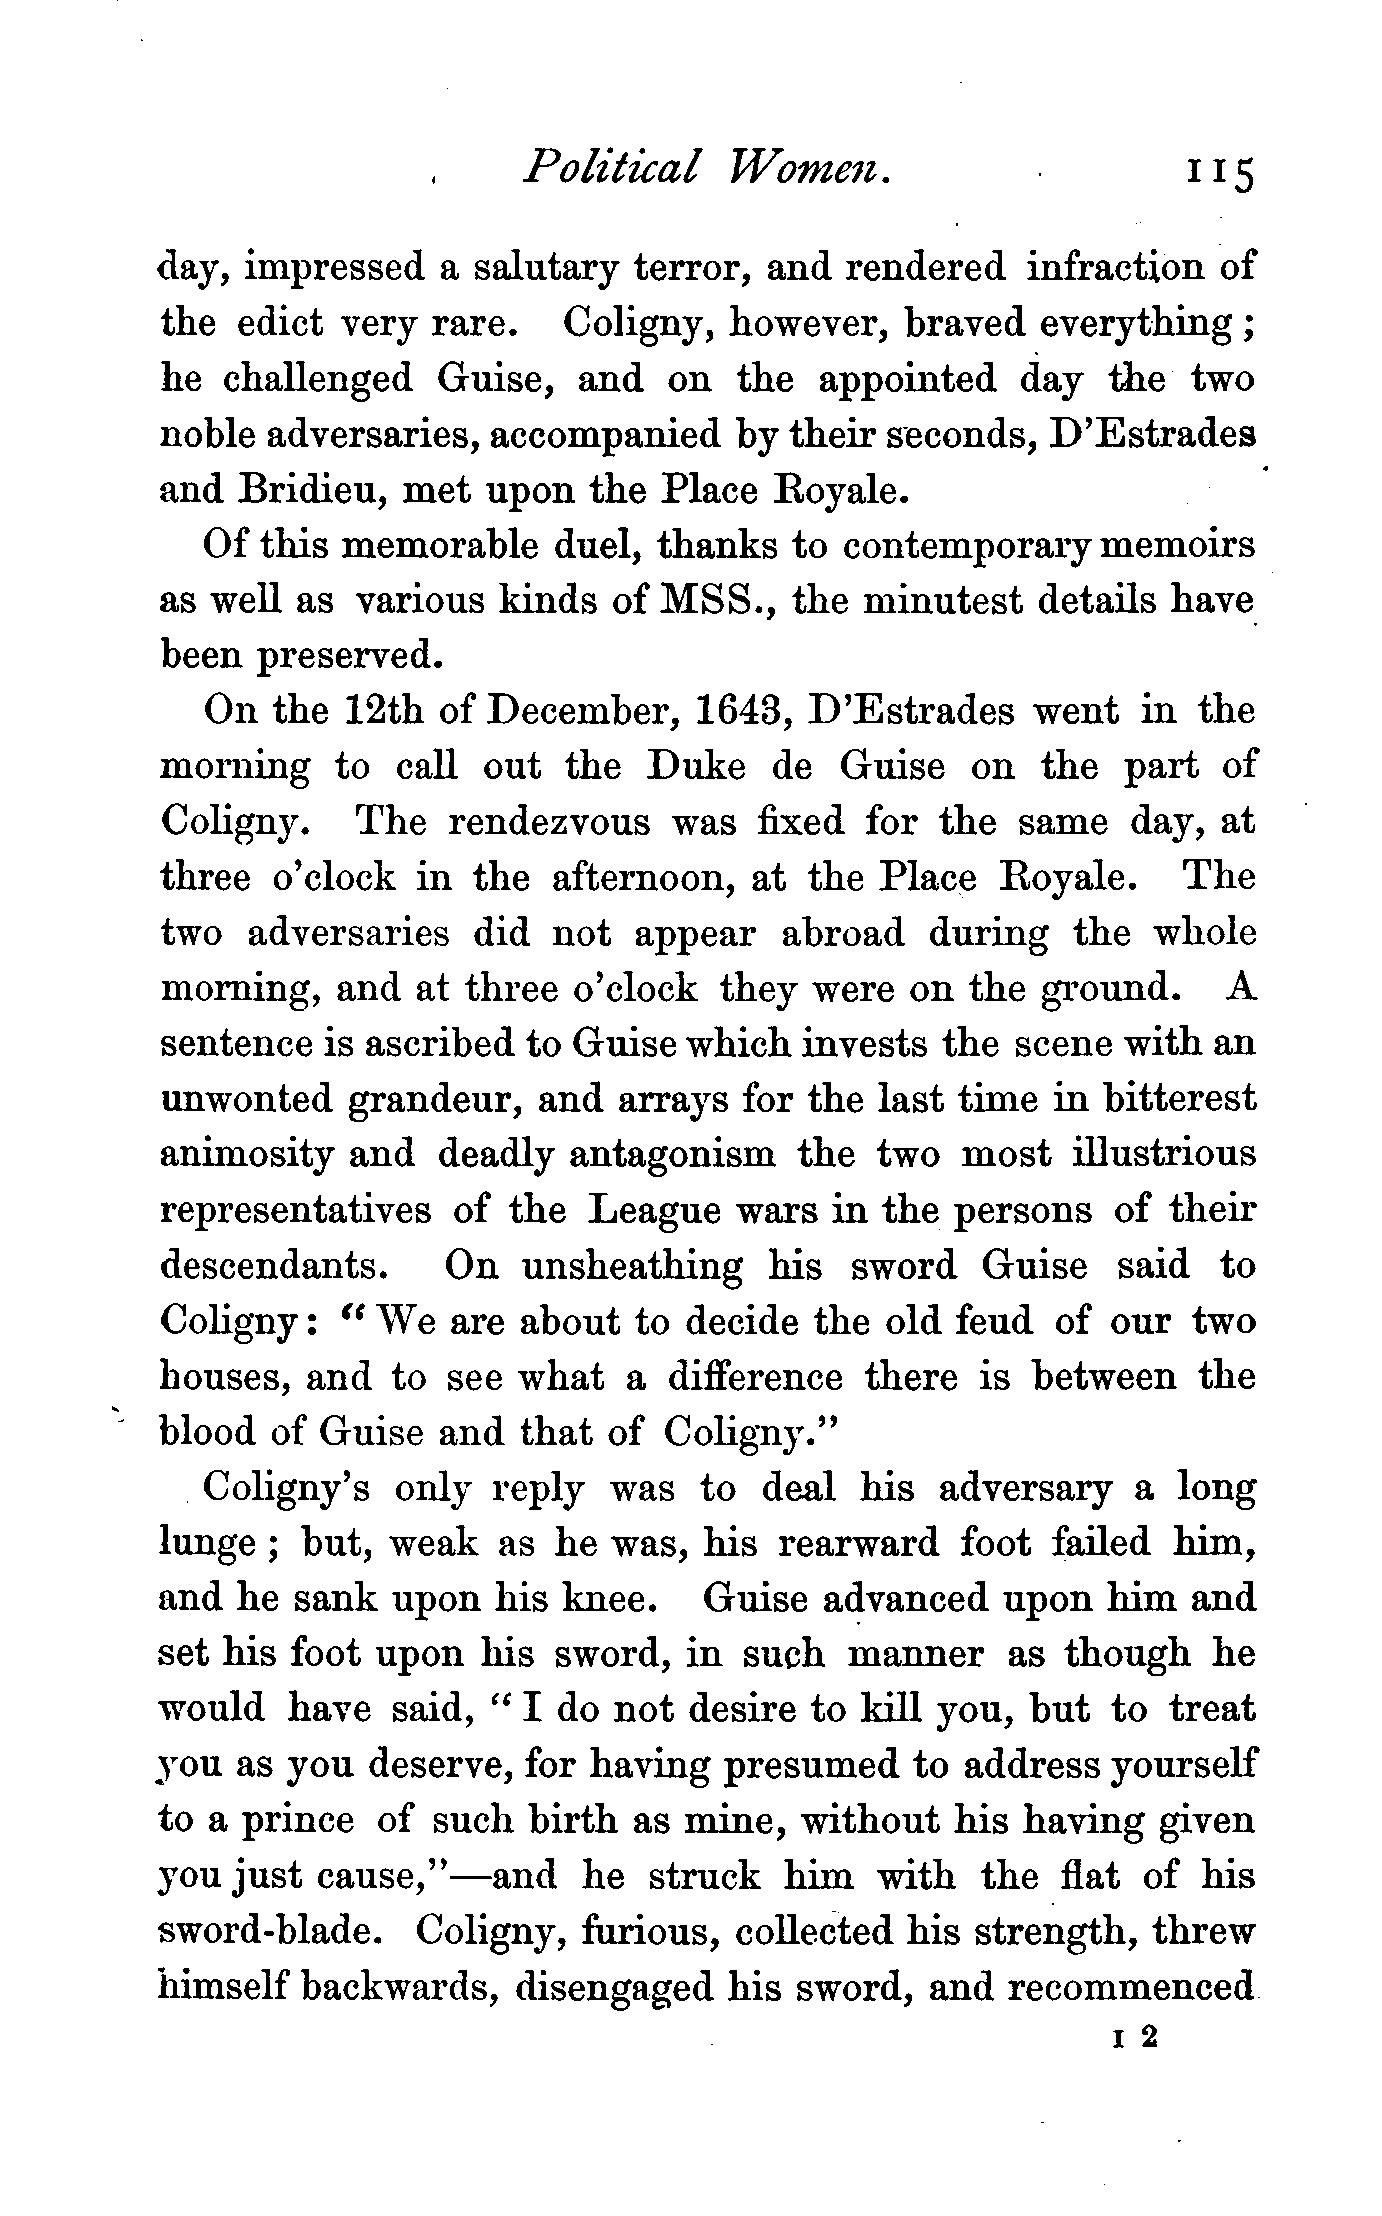 Political Women. 115
day, impressed a salutary terror, and rendered infraction of
the edict very rare. Coligny, however, braved everything ;
he challenged Guise, and on the appointed day the two
noble adversaries, accompanied by their seconds, D'Estrades
and Bridieu, met upon the Place Royale.
Of this memorable duel, thanks to contemporary memoirs
as well as various kinds of MSS., the minutest details have
been preserved.
On the 12th of December, 1643, D'Estrades went in the
morning to call out the Duke de Guise on the part of
Coligny. The rendezvous was fixed for the same day, at
three o'clock in the afternoon, at the Place Royale. The
two adversaries did not appear abroad during the whole
morning, and at three o'clock they were on the ground. A
sentence is ascribed to Guise which invests the scene with an
unwonted grandeur, and arrays for the last time in bitterest
animosity and deadly antagonism the two most illustrious
representatives of the League wars in the persons of their
descendants. On unsheathing his sword Guise said to
Coligny: “ We are about to decide the old feud of our two
houses, and to see what a difference there is between the
blood of Guise and that of Coligny.”
Coligny's only reply was to deal his adversary a long
lunge ; but, weak as he was, his rearward foot failed him,
and he sank upon his knee. Guise advanced upon him and
set his foot upon his sword, in such manner as though he
would have said, “ I do not desire to kill you, but to treat
you as you deserve, for having presumed to address yourself
to a prince of such birth as mine, without his having given
you just cause,”—and he struck him with the flat of his
sword-blade. Coligny, furious, collected his strength, threw
himself backwards, disengaged his sword, and recommenced
I 2